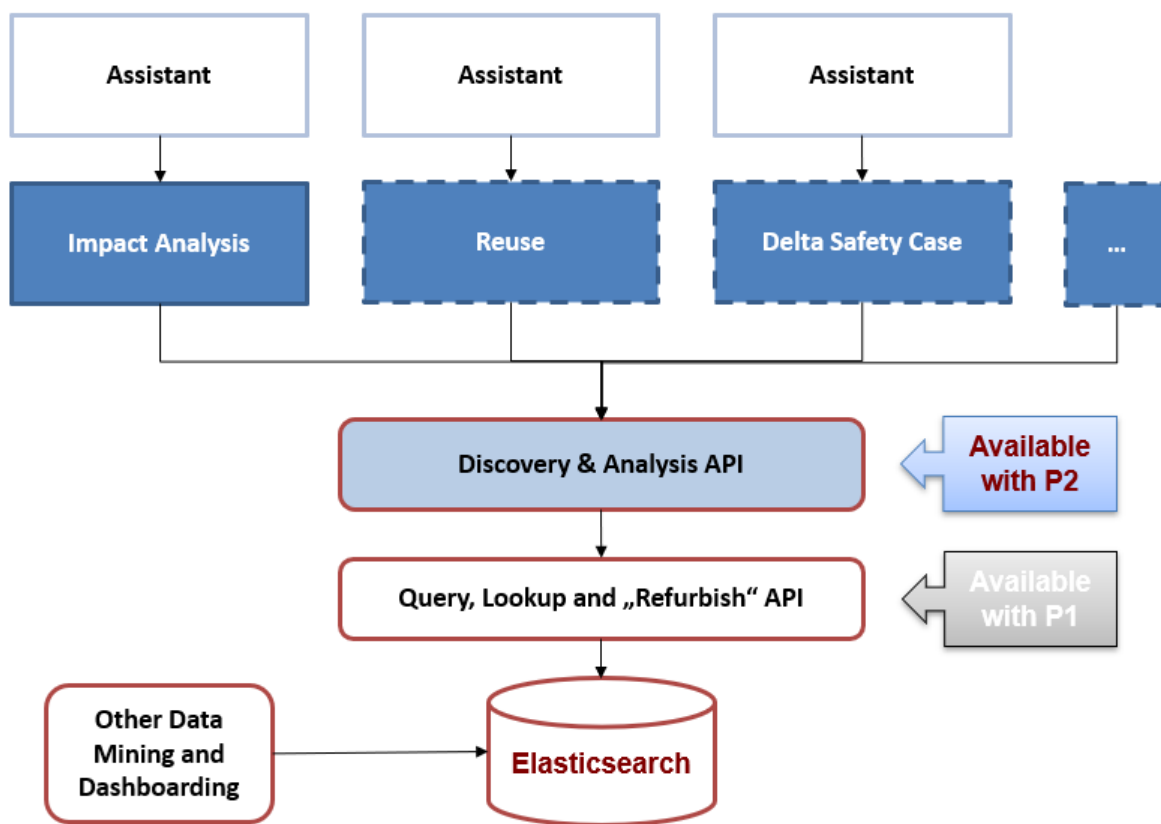 Assistant
Assistant
Assistant
Impact Analysis
Reuse
Delta Safety Case
...
Discovery & Analysis API
Available
with P2
Query, Lookup and „Refurbish“ API
Available
with P1
Other Data
Mining and
Dashboarding
Elasticsearch